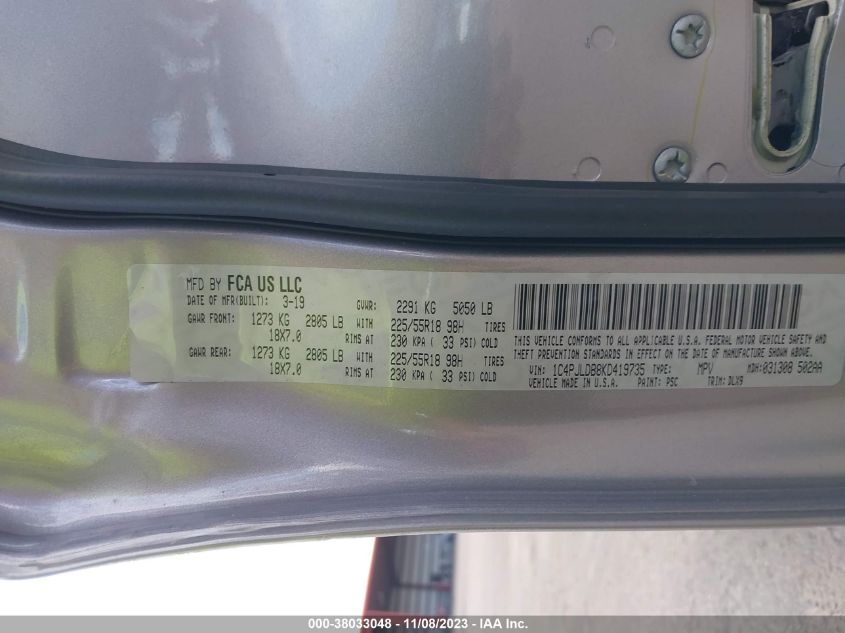 MFD BY FCA US LLC
DATE OF MFR(BUILT): 3-19 GVWR: 2291 KG 5050 LB
GAWR FRONT: 1273 KG 2805 LB WITH 225/55R18 98H TIRES
18X7.0 RIMS AT 230 KPA ( 33 PSI) COLD
GAWR REAR: 1273 KG 2805 LB WITH 225/55R18 98H TIRES
18X7.0 RIMS AT 230 KPA ( 33 PSI) COLD
THIS VEHICLE CONFORMS TO ALL APPLICABLE U.S.A. FEDERAL MOTOR VEHICLE SAFETY AND
THEFT PREVENTION STANDARDS IN EFFECT ON THE DATE OF MANUFACTURE SHOWN ABOVE.
VIN: 1C4PJLDB8KD419735 TYPE: MPV MDH:031308 502AA
VEHICLE MADE IN U.S.A. PAINT: PSC TRIM: DLX9
000-38033048 - 11/08/2023 - IAA Inc.